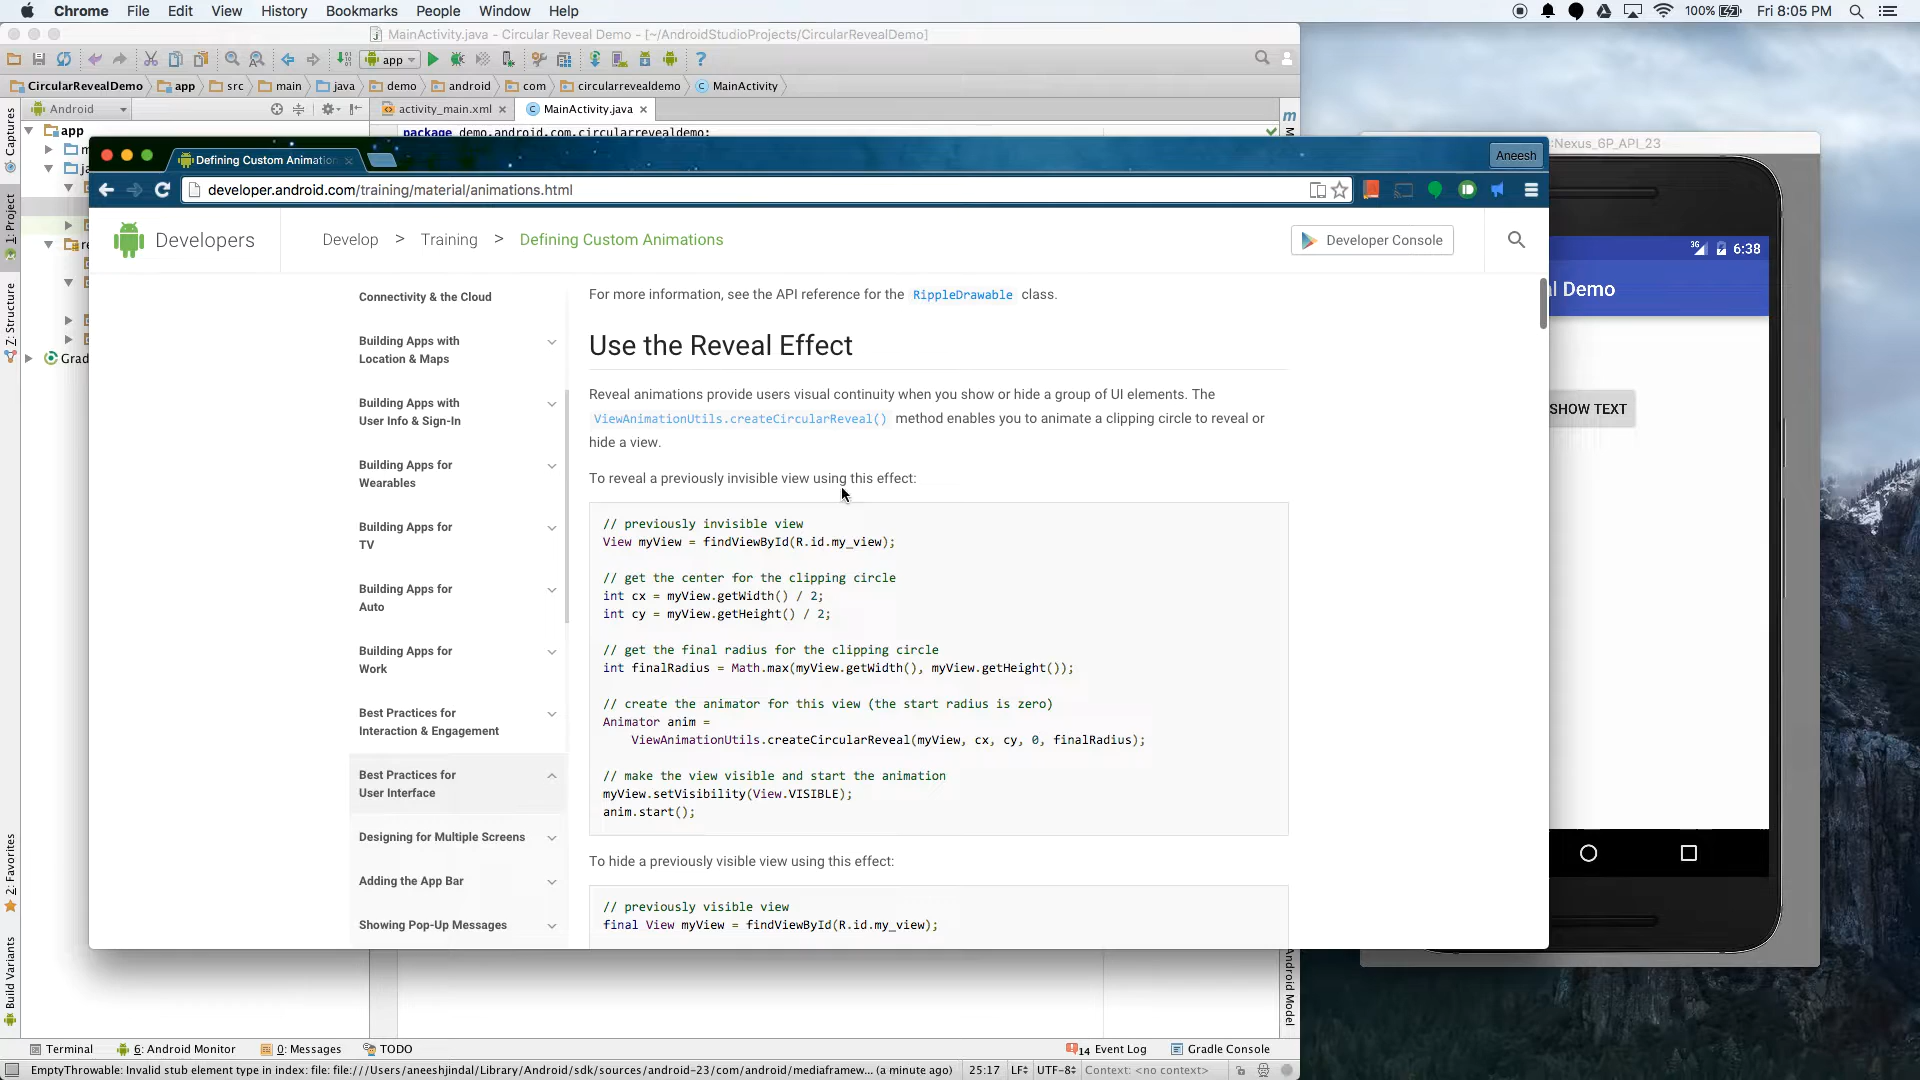 Chrome File Edit View History Bookmarks People Window Help 100% Fri 8:05 PM
MainActivity.java - Circular Reveal Demo - [~/AndroidStudioProjects/CircularRevealDemo]
app
CircularRevealDemo app src main java demo android com circularrevealdemo MainActivity
Android activity_main.xml MainActivity.java
app package demo.android.com.circularrevealdemo;
Captures
1: Project
Z: Structure
2: Favorites
Build Variants
Grad
Android Model
Defining Custom Animation Aneesh
developer.android.com/training/material/animations.html
Developers Develop > Training > Defining Custom Animations Developer Console
Connectivity & the Cloud
Building Apps with
Location & Maps
Building Apps with
User Info & Sign-In
Building Apps for
Wearables
Building Apps for
TV
Building Apps for
Auto
Building Apps for
Work
Best Practices for
Interaction & Engagement
Best Practices for
User Interface
Designing for Multiple Screens
Adding the App Bar
Showing Pop-Up Messages
For more information, see the API reference for the RippleDrawable class.
Use the Reveal Effect
Reveal animations provide users visual continuity when you show or hide a group of UI elements. The
ViewAnimationUtils.createCircularReveal() method enables you to animate a clipping circle to reveal or
hide a view.
To reveal a previously invisible view using this effect:
// previously invisible view
View myView = findViewById(R.id.my_view);
// get the center for the clipping circle
int cx = myView.getWidth() / 2;
int cy = myView.getHeight() / 2;
// get the final radius for the clipping circle
int finalRadius = Math.max(myView.getWidth(), myView.getHeight());
// create the animator for this view (the start radius is zero)
Animator anim =
ViewAnimationUtils.createCircularReveal(myView, cx, cy, 0, finalRadius);
// make the view visible and start the animation
myView.setVisibility(View.VISIBLE);
anim.start();
To hide a previously visible view using this effect:
// previously visible view
final View myView = findViewById(R.id.my_view);
:Nexus_6P_API_23
3G 6:38
l Demo
SHOW TEXT
Terminal 6: Android Monitor 0: Messages TODO 14 Event Log Gradle Console
EmptyThrowable: Invalid stub element type in index: file: file:///Users/aneeshjindal/Library/Android/sdk/sources/android-23/com/android/mediaframew... (a minute ago) 25:17 LF UTF-8 Context: <no context>